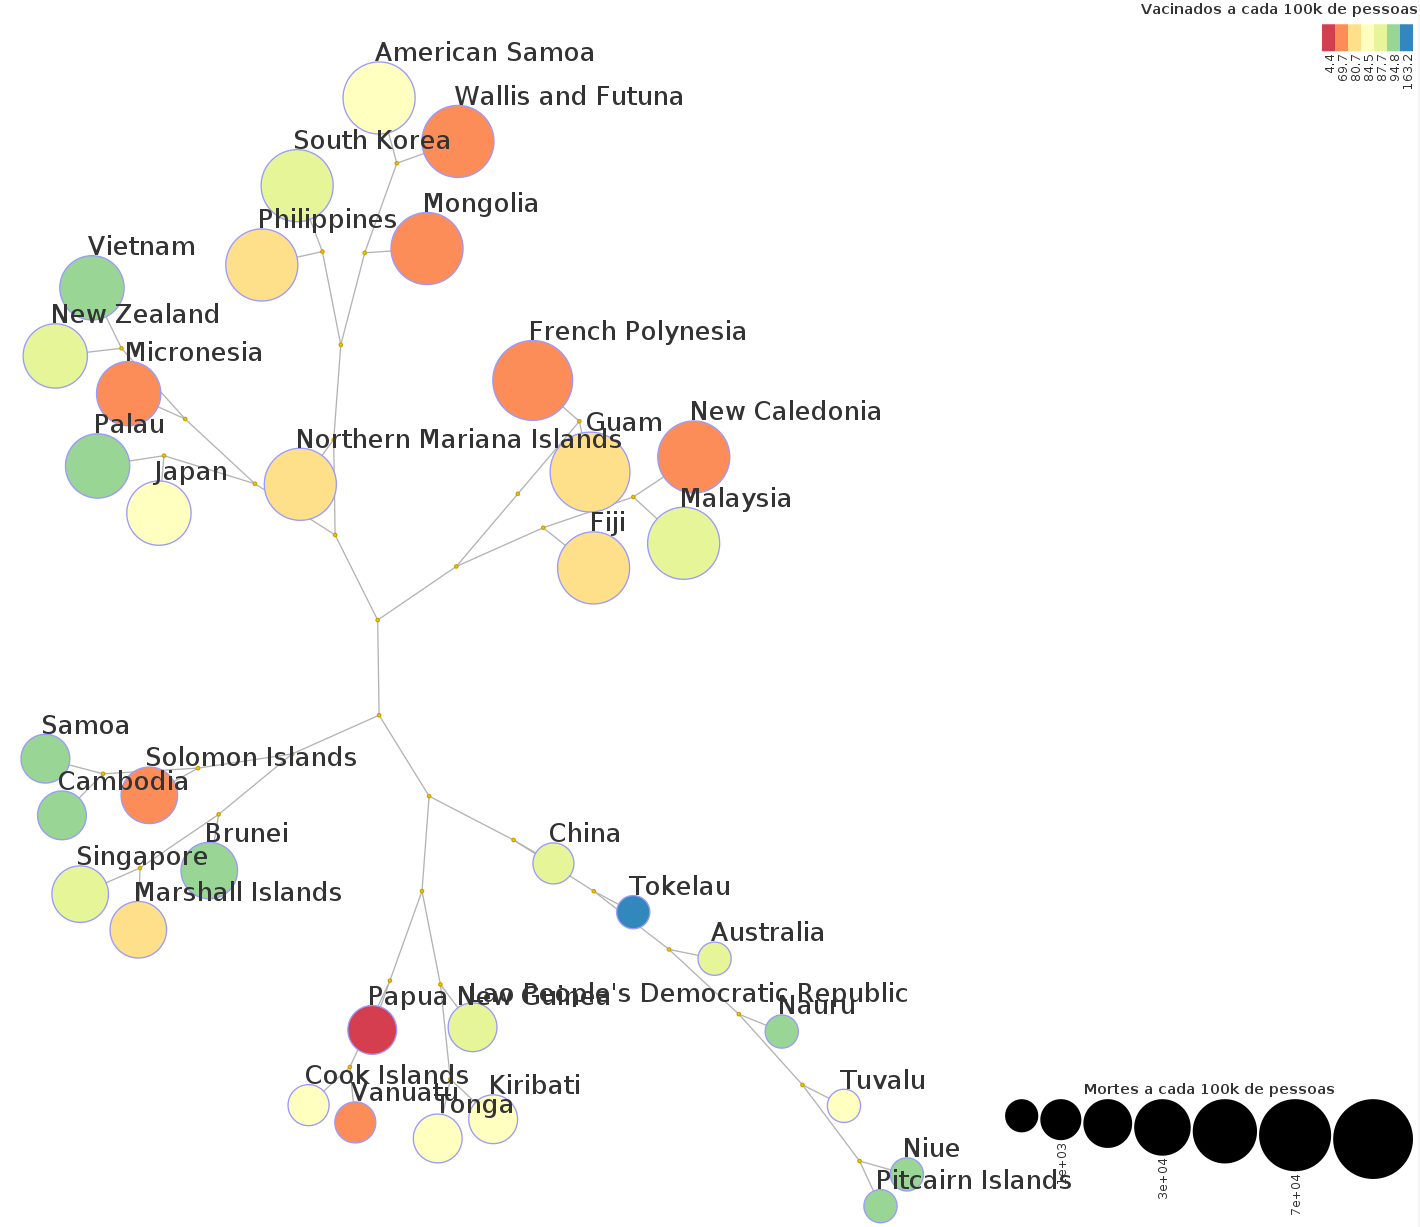 Vacinados a cada 100k de pessoas
4.4
69.7
80.7
84.5
87.7
94.8
163.2
American Samoa
Wallis and Futuna
South Korea
Mongolia
Philippines
Vietnam
New Zealand
French Polynesia
Micronesia
New Caledonia
Guam
Palau
Northern Mariana Islands
Japan
Malaysia
Fiji
Samoa
Solomon Islands
Cambodia
Brunei
China
Singapore
Marshall Islands
Tokelau
Australia
Papua New Guinea
Lao People's Democratic Republic
Nauru
Cook Islands
Vanuatu
Kiribati
Tonga
Tuvalu
Mortes a cada 100k de pessoas
3e+04
7e+04
Niue
Pitcairn Islands